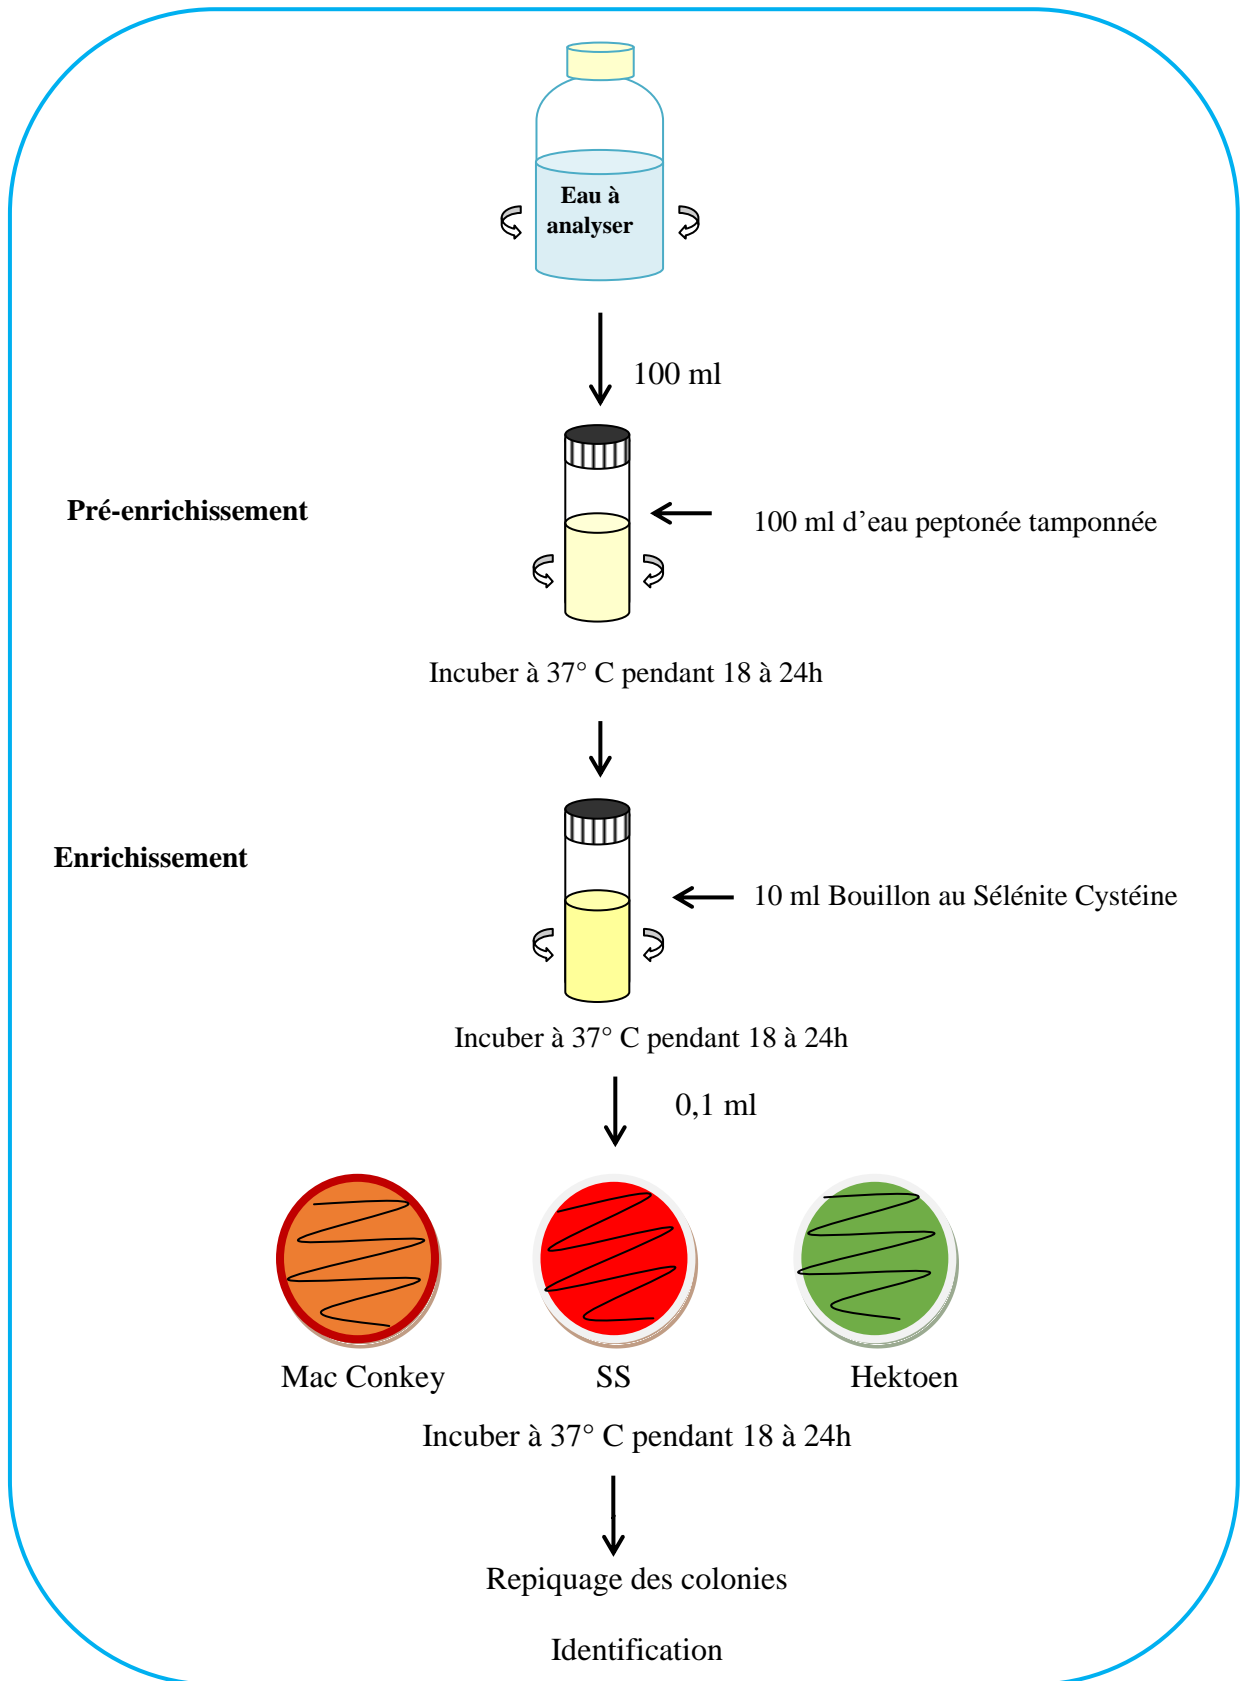 Eau à
analyser
100 ml
Pré-enrichissement
100 ml d’eau peptonée tamponnée
Incuber à 37° C pendant 18 à 24h
Enrichissement
10 ml Bouillon au Sélénite Cystéine
Incuber à 37° C pendant 18 à 24h
0,1 ml
Mac Conkey
SS
Hektoen
Incuber à 37° C pendant 18 à 24h
Repiquage des colonies
Identification